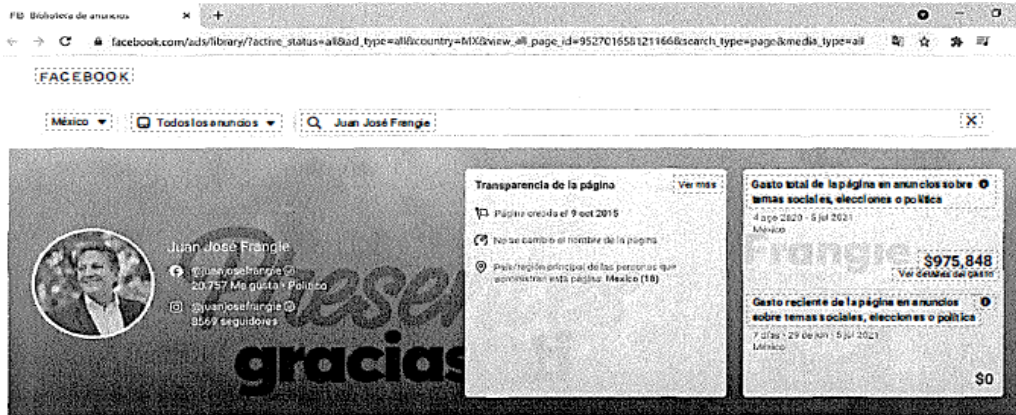 FB Biblioteca de anuncios
facebook.com/ads/library/?active_status=all&ad_type=all&country=MX&view_all_page_id=952701658121166&search_type=page&media_type=all
FACEBOOK
México
Todos los anuncios
Juan José Frangie
Transparencia de la página
Ver más
Página creada el 9 oct 2015
No se cambió el nombre de la página
País/región principal de las personas que
administran esta página: México (18)
Juan José Frangie
@juanjosefrangie
20.757 Me gusta • Político
@juanjosefrangie
8569 seguidores
Presen
gracias
Frangie
Gasto total de la página en anuncios sobre
temas sociales, elecciones o política
4 ago 2020 - 5 jul 2021
México
$975,848
Ver detalles del gasto
Gasto reciente de la página en anuncios
sobre temas sociales, elecciones o política
7 días - 29 de jun - 5 jul 2021
México
$0